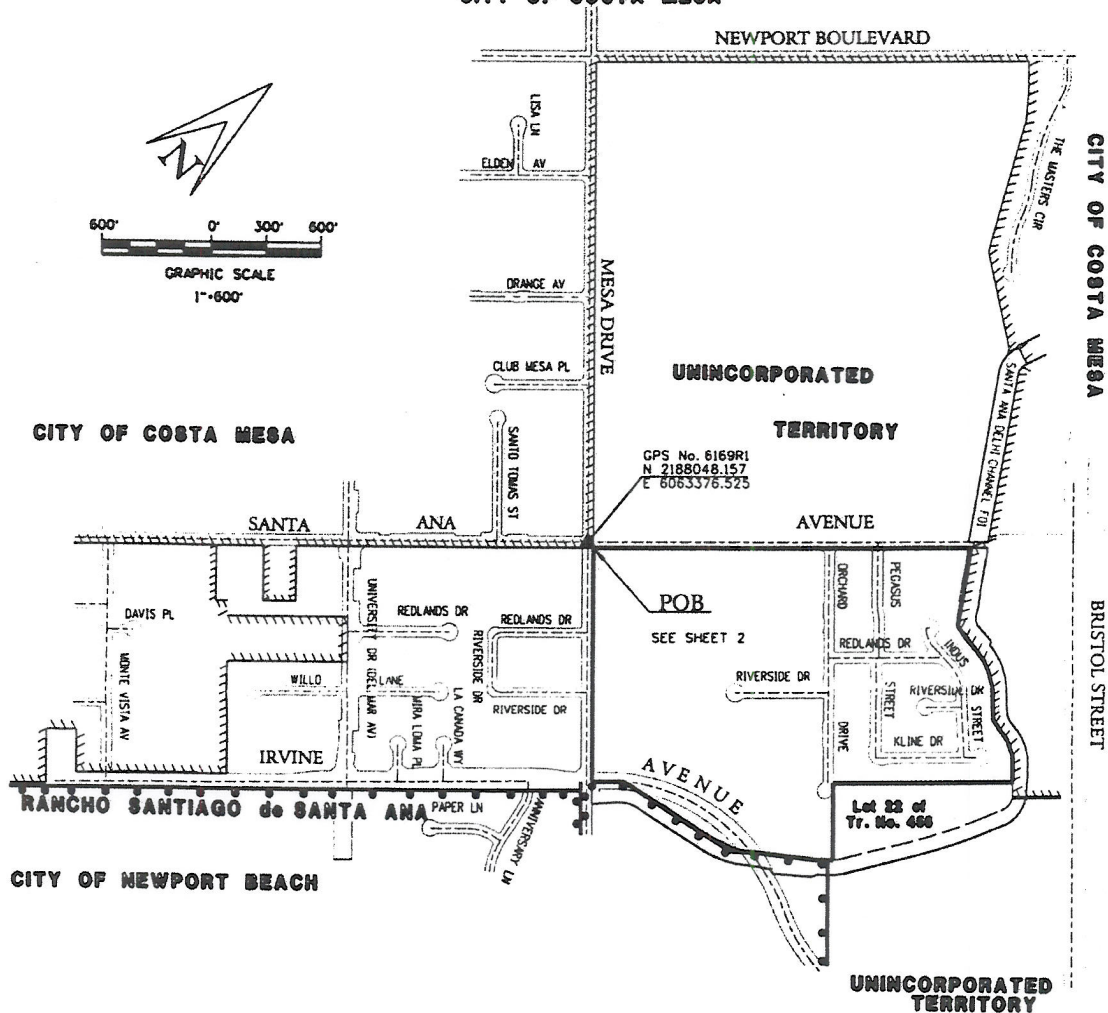 NEWPORT BOULEVARD
LISA LN
ELDEN AV
THE MASTERS CIR
CITY OF COSTA MESA
N
600' 0' 300' 600'
GRAPHIC SCALE
1"=600'
ORANGE AV
MESA DRIVE
CLUB MESA PL
UNINCORPORATED
TERRITORY
SANTA ANA DELHI CHANNEL F01
CITY OF COSTA MESA
SANTO TOMAS ST
GPS No. 6169R1
N 2188048.157
E 6063376.525
SANTA ANA AVENUE
POB
SEE SHEET 2
DAVIS PL
MONTE VISTA AV
UNIVERSITY DR (DEL MAR AV)
REDLANDS DR
REDLANDS DR
RIVERSIDE DR
RIVERSIDE DR
WILLO LANE
MIRA LOMA PL
LA CANADA WY
IRVINE AVENUE
ORCHARD DRIVE
PEGASUS STREET
REDLANDS DR
INDUS STREET
RIVERSIDE DR
RIVERSIDE DR
KLINE DR
BRISTOL STREET
RANCHO SANTIAGO de SANTA ANA
PAPER LN
ANNIVERSARY LN
Lot 22 of
Tr. No. 456
CITY OF NEWPORT BEACH
UNINCORPORATED
TERRITORY